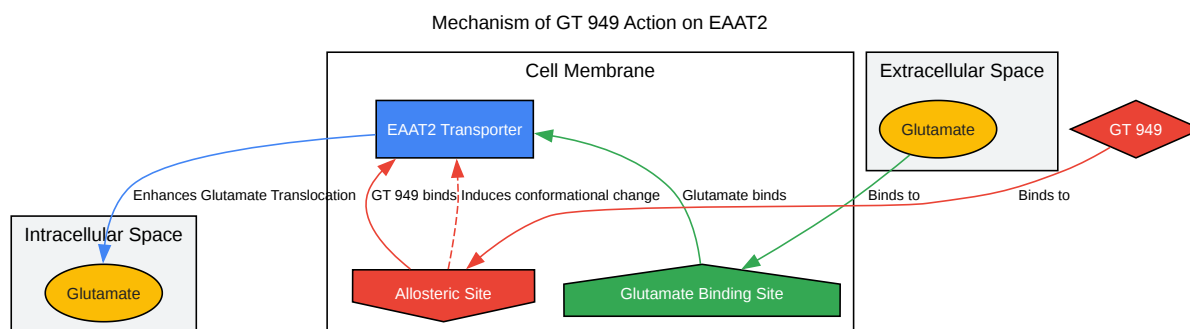 Mechanism of GT 949 Action on EAAT2
Cell Membrane
Extracellular Space
EAAT2 Transporter
Glutamate
GT 949
Enhances Glutamate Translocation
GT 949 binds
Induces conformational change
Glutamate binds
Binds to
Binds to
Intracellular Space
Glutamate
Allosteric Site
Glutamate Binding Site